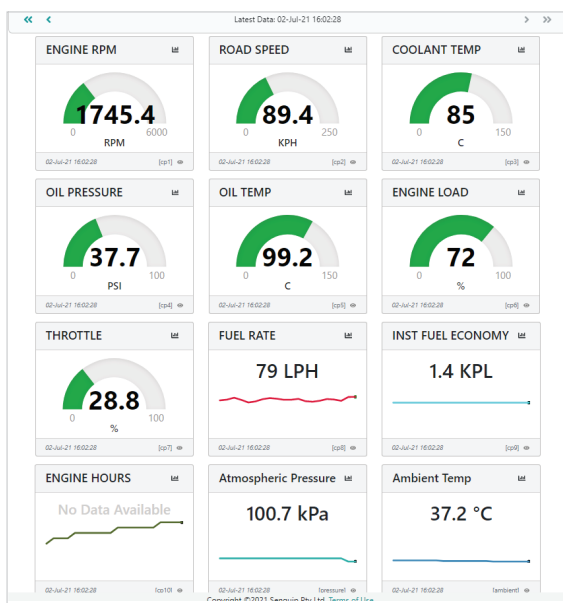 Latest Data: 02-Jul-21 16:02:28
ENGINE RPM
1745.4
0 6000
RPM
02-Jul-21 16:02:28 [cp1]
ROAD SPEED
89.4
0 250
KPH
02-Jul-21 16:02:28 [cp2]
COOLANT TEMP
85
0 150
C
02-Jul-21 16:02:28 [cp3]
OIL PRESSURE
37.7
0 100
PSI
02-Jul-21 16:02:28 [cp4]
OIL TEMP
99.2
0 150
C
02-Jul-21 16:02:28 [cp5]
ENGINE LOAD
72
0 100
%
02-Jul-21 16:02:28 [cp6]
THROTTLE
28.8
0 100
%
02-Jul-21 16:02:28 [cp7]
FUEL RATE
79 LPH
02-Jul-21 16:02:28 [cp8]
INST FUEL ECONOMY
1.4 KPL
02-Jul-21 16:02:28 [cp9]
ENGINE HOURS
No Data Available
02-Jul-21 16:02:28 [cp10]
Atmospheric Pressure
100.7 kPa
02-Jul-21 16:02:28 [pressure]
Ambient Temp
37.2 °C
02-Jul-21 16:02:28 [ambient]
Copyright ©2021 Senquip Pty Ltd. Terms of Use